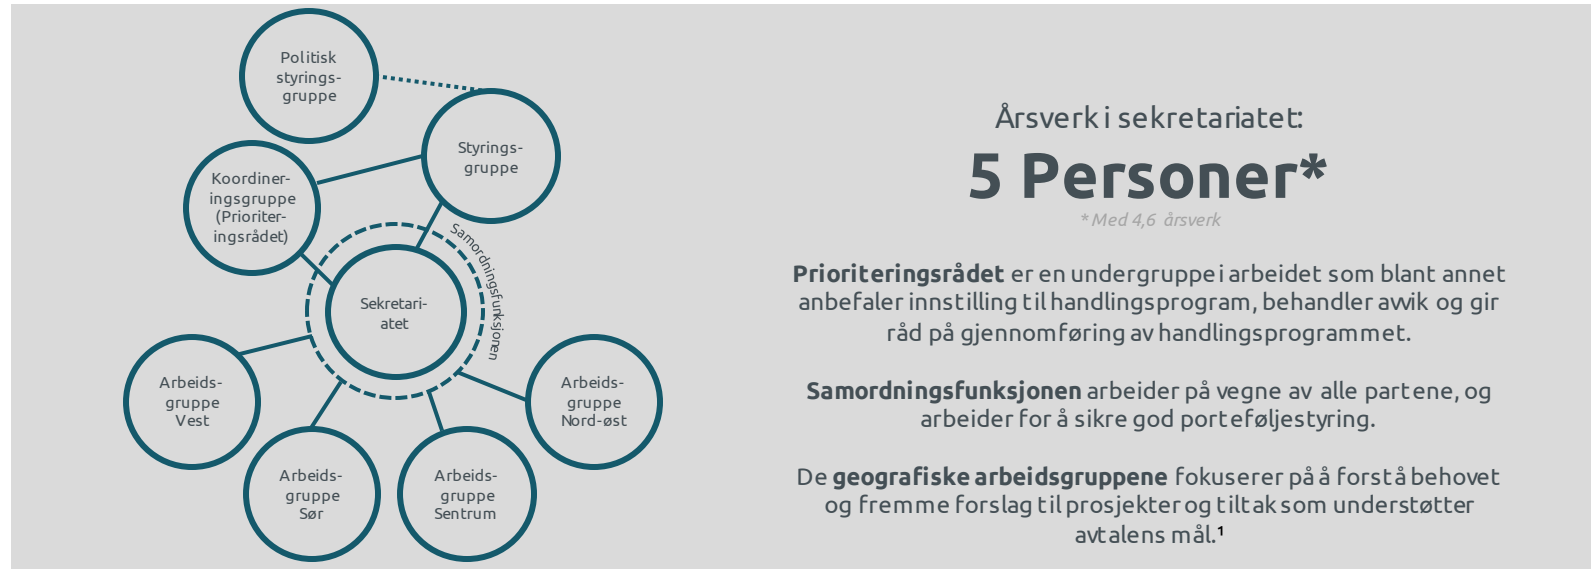 Politisk
styrings-
gruppe
Styrings-
gruppe
Koordiner-
ingsgruppe
(Prioriter-
ingsrådet)
Samordningsfunksjonen
Sekretari-
atet
Arbeids-
gruppe
Vest
Arbeids-
gruppe
Sør
Arbeids-
gruppe
Sentrum
Arbeids-
gruppe
Nord-øst
Årsverk i sekretariatet:
5 Personer*
* Med 4,6 årsverk
Prioriteringsrådet er en undergruppe i arbeidet som blant annet
anbefaler innstilling til handlingsprogram, behandler avvik og gir
råd på gjennomføring av handlingsprogrammet.
Samordningsfunksjonen arbeider på vegne av alle partene, og
arbeider for å sikre god porteføljestyring.
De geografiske arbeidsgruppene fokuserer på å forstå behovet
og fremme forslag til prosjekter og tiltak som understøtter
avtalens mål.¹